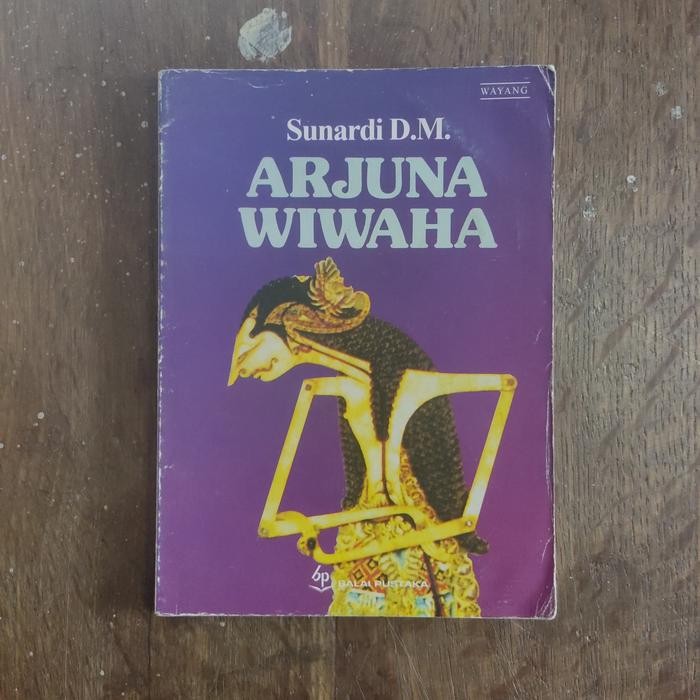 WAYANG
Sunardi D.M.
ARJUNA
WIWAHA
bp
BALAI PUSTAKA